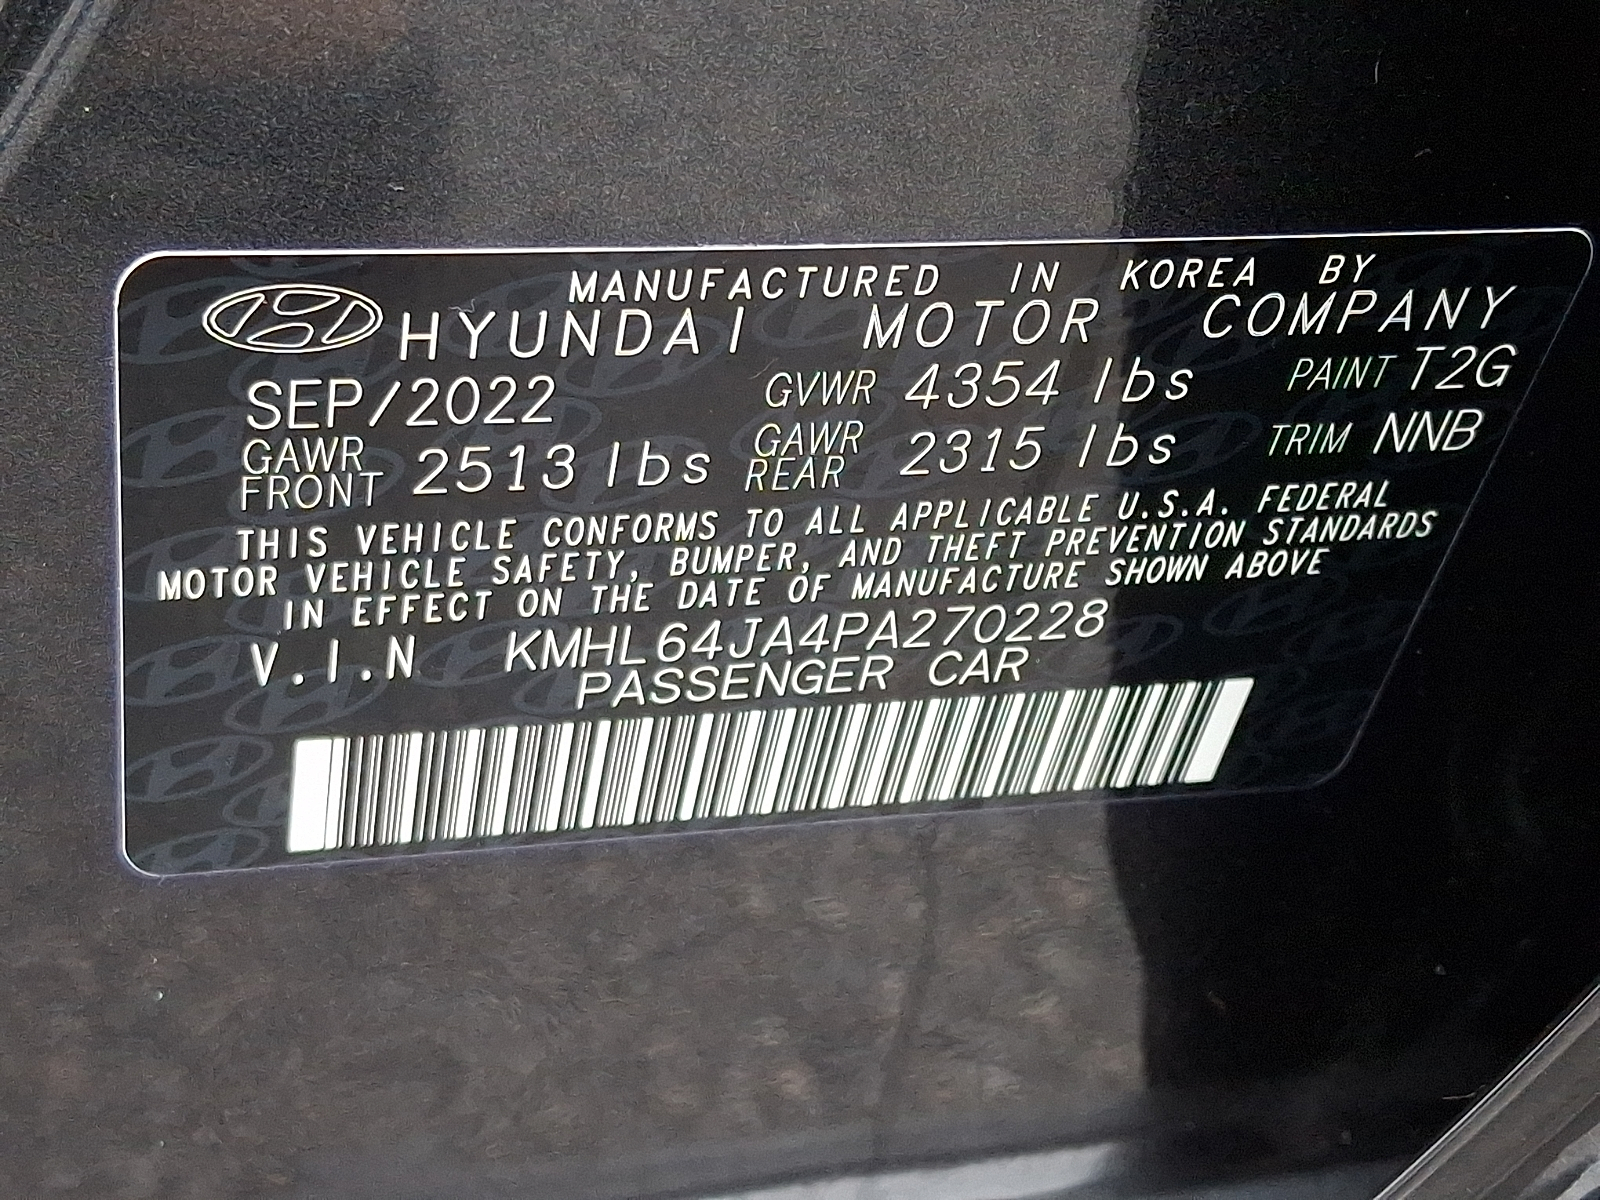 MANUFACTURED IN KOREA BY
HYUNDAI MOTOR COMPANY
SEP/2022 GVWR 4354 lbs PAINT T2G
GAWR FRONT 2513 lbs GAWR REAR 2315 lbs TRIM NNB
THIS VEHICLE CONFORMS TO ALL APPLICABLE U.S.A. FEDERAL
MOTOR VEHICLE SAFETY, BUMPER, AND THEFT PREVENTION STANDARDS
IN EFFECT ON THE DATE OF MANUFACTURE SHOWN ABOVE
V.I.N KMHL64JA4PA270228
PASSENGER CAR